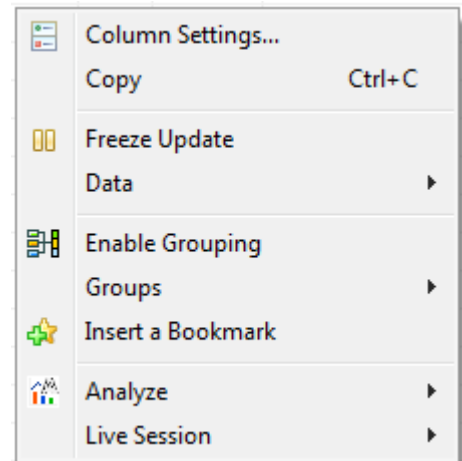 Column Settings...
Copy Ctrl+C
Freeze Update
Data
Enable Grouping
Groups
Insert a Bookmark
Analyze
Live Session